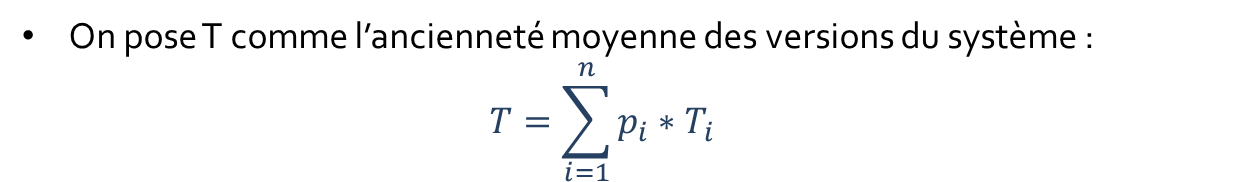 • On pose T comme l’ancienneté moyenne des versions du système :
n
T = ∑ pᵢ * Tᵢ
i=1